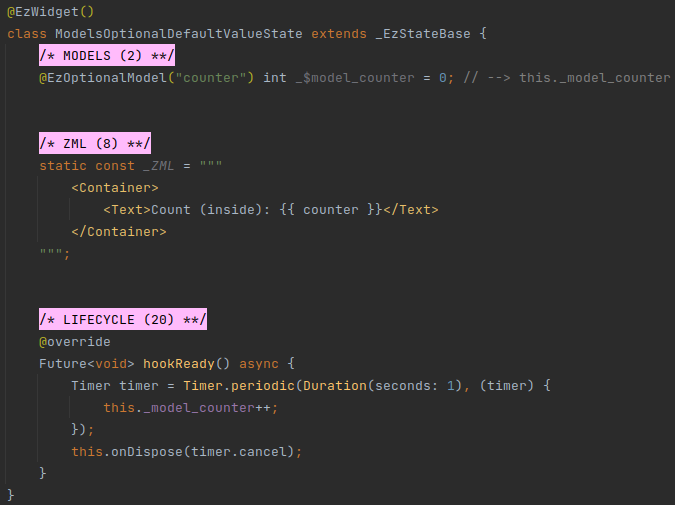 @EzWidget()
class ModelsOptionalDefaultValueState extends _EzStateBase {
    /* MODELS (2) **/
    @EzOptionalModel("counter") int _$model_counter = 0; // --> this._model_counter
    /* ZML (8) **/
    static const _ZML = """
        <Container>
            <Text>Count (inside): {{ counter }}</Text>
        </Container>
    """;
    /* LIFECYCLE (20) **/
    @override
    Future<void> hookReady() async {
        Timer timer = Timer.periodic(Duration(seconds: 1), (timer) {
            this._model_counter++;
        });
        this.onDispose(timer.cancel);
    }
}